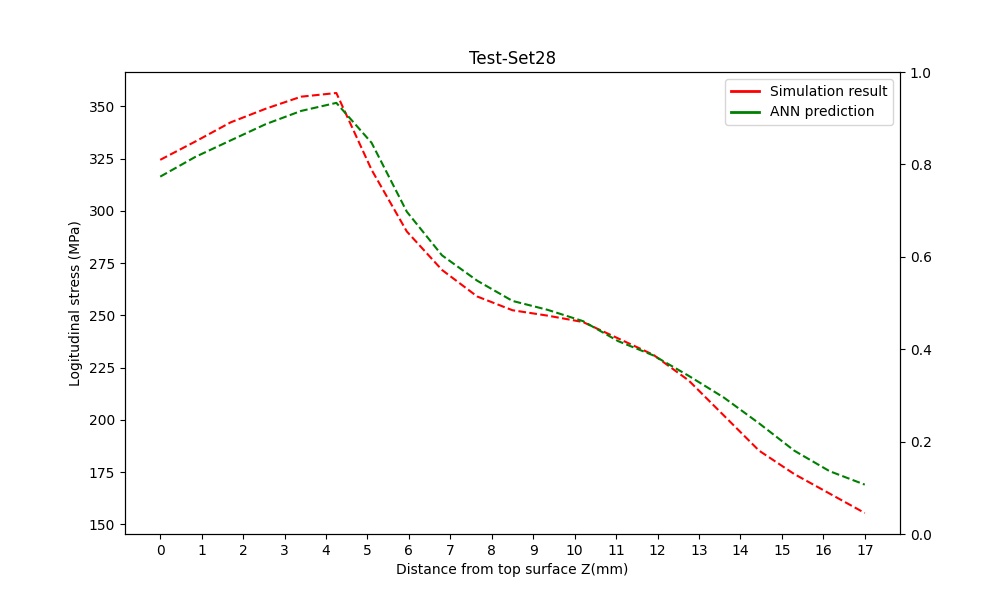 Test-Set28
Simulation result
ANN prediction
Logitudinal stress (MPa)
350
325
300
275
250
225
200
175
150
1.0
0.8
0.6
0.4
0.2
0.0
0 1 2 3 4 5 6 7 8 9 10 11 12 13 14 15 16 17
Distance from top surface Z(mm)